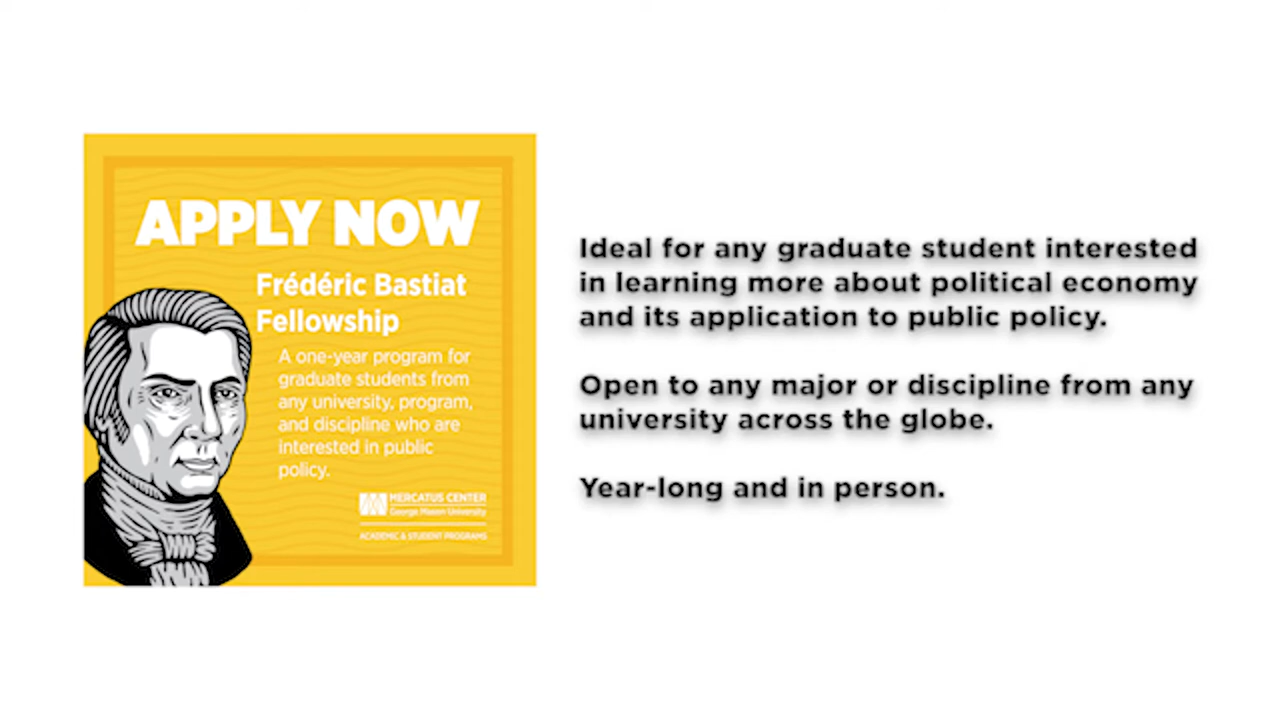 APPLY NOW
Frédéric Bastiat
Fellowship
A one-year program for
graduate students from
any university, program,
and discipline who are
interested in public
policy.
MERCATUS CENTER
George Mason University
ACADEMIC & STUDENT PROGRAMS
Ideal for any graduate student interested
in learning more about political economy
and its application to public policy.
Open to any major or discipline from any
university across the globe.
Year-long and in person.